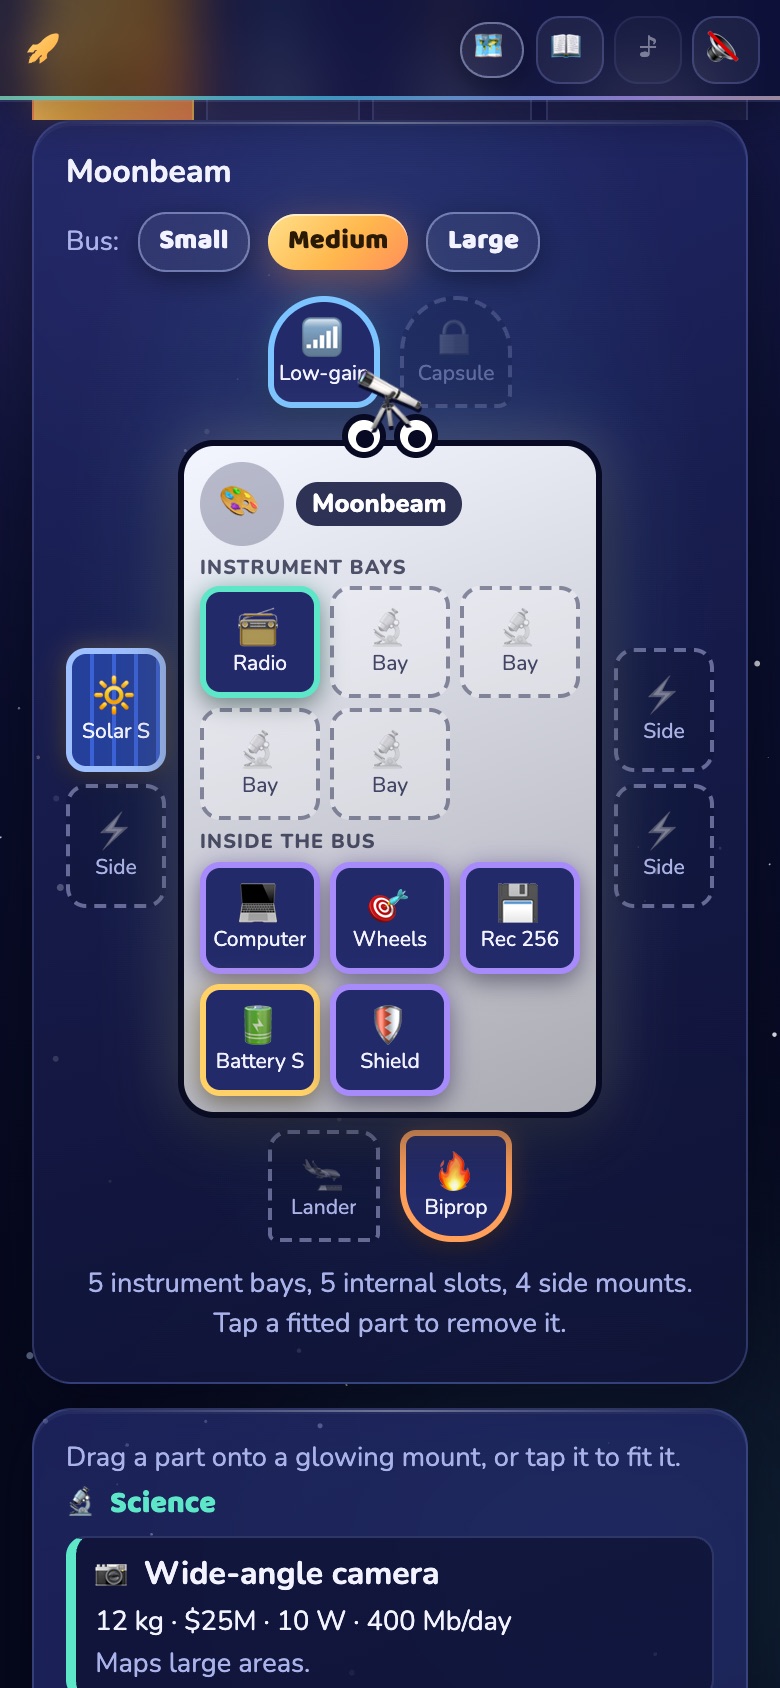 Moonbeam
Bus: Small Medium Large
Low-gain Capsule
Moonbeam
INSTRUMENT BAYS
Radio Bay Bay
Solar S Side
Bay Bay
Side Side
INSIDE THE BUS
Computer Wheels Rec 256
Battery S Shield
Lander Biprop
5 instrument bays, 5 internal slots, 4 side mounts.
Tap a fitted part to remove it.
Drag a part onto a glowing mount, or tap it to fit it.
Science
Wide-angle camera
12 kg · $25M · 10 W · 400 Mb/day
Maps large areas.